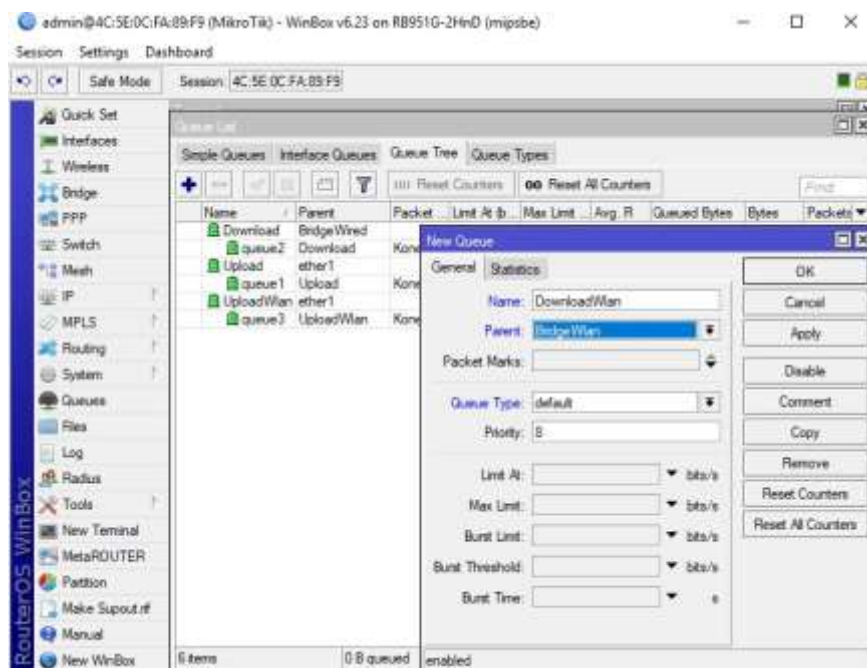 admin@4C:5E:0C:FA:89:F9 (MikroTik) - WinBox v6.23 on RB951G-2HnD (mipsbe)
Session Settings Dashboard
Safe Mode Session: 4C:5E:0C:FA:89:F9
Quick Set
Interfaces
Wireless
Bridge
PPP
Switch
Mesh
IP
MPLS
Routing
System
Queues
Files
Log
Radius
Tools
New Terminal
MetaROUTER
Partition
Make Supout.rif
Manual
New WinBox
RouterOS WinBox
Queue List
Simple Queues Interface Queues Queue Tree Queue Types
Reset Counters 00 Reset All Counters Find
Name Parent Packet ... Limit At (b... Max Limit ... Avg. R Queued Bytes Bytes Packets
Download BridgeWired
queue2 Download Kone
Upload ether1
queue1 Upload Kone
UploadWlan ether1
queue3 UploadWlan Kone
6 items 0 B queued
New Queue
General Statistics
Name: DownloadWlan
Parent: BridgeWlan
Packet Marks:
Queue Type: default
Priority: 8
Limit At: bits/s
Max Limit: bits/s
Burst Limit: bits/s
Burst Threshold: bits/s
Burst Time: s
OK
Cancel
Apply
Disable
Comment
Copy
Remove
Reset Counters
Reset All Counters
enabled